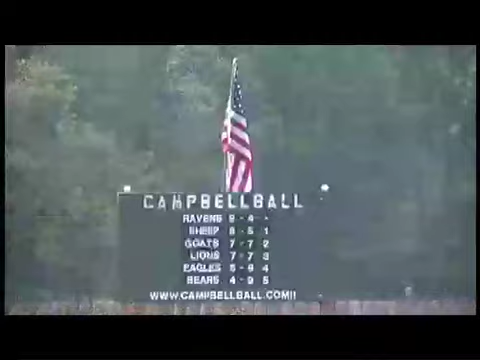 CAMPBELLBALL
RAVENS 9 - 4 -
SHEEP 8 - 5 1
GOATS 7 - 7 2
LIONS 7 - 7 3
EAGLES 5 - 8 4
BEARS 4 - 9 5
WWW.CAMPBELLBALL.COM!!